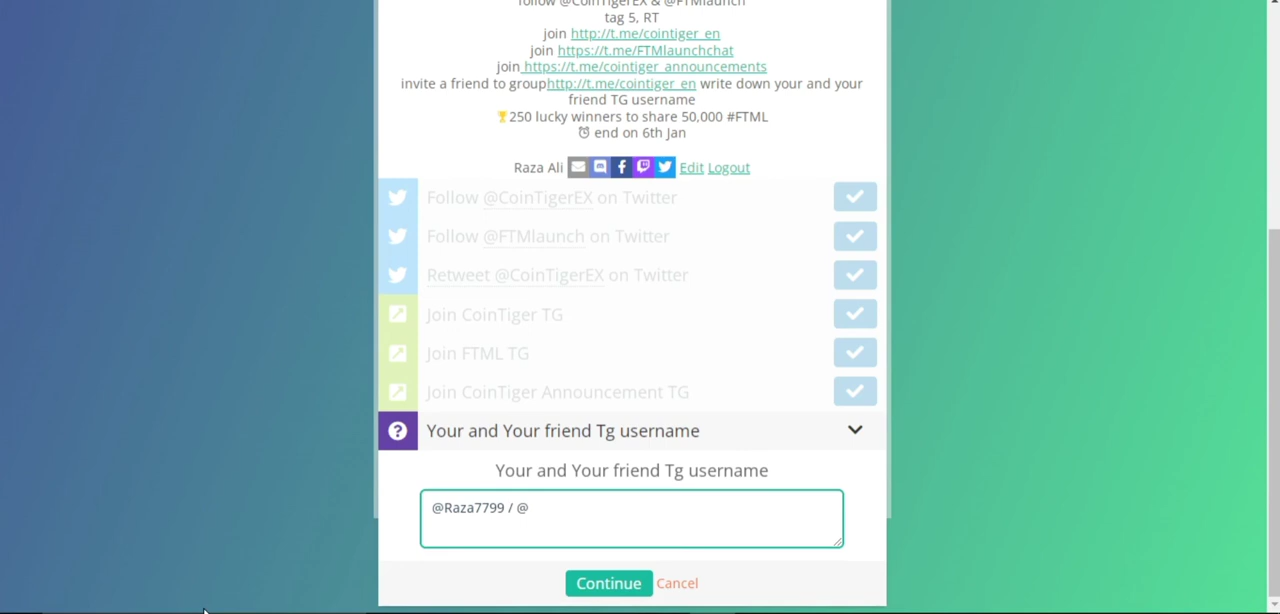 follow @CoinTigerEX & @FTMlaunch
tag 5, RT
join http://t.me/cointiger_en
join https://t.me/FTMlaunchchat
join https://t.me/cointiger_announcements
invite a friend to grouphttp://t.me/cointiger_en write down your and your
friend TG username
🏆250 lucky winners to share 50,000 #FTML
⏰ end on 6th Jan
Raza Ali Edit Logout
Follow @CoinTigerEX on Twitter
Follow @FTMlaunch on Twitter
Retweet @CoinTigerEX on Twitter
Join CoinTiger TG
Join FTML TG
Join CoinTiger Announcement TG
Your and Your friend Tg username
Your and Your friend Tg username
@Raza7799 / @
Continue Cancel